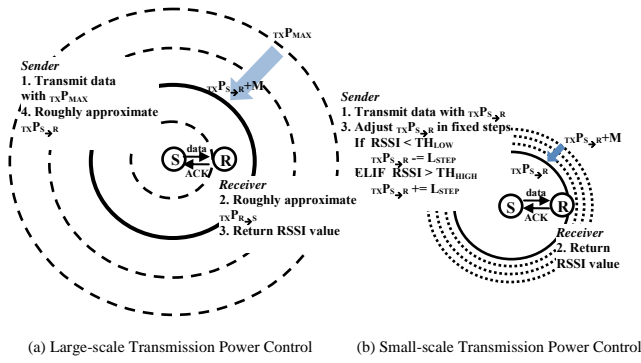 TXPMAX
TXPS→R+M
Sender
1. Transmit data
with TXPMAX
4. Roughly approximate
TXPS→R
data
S
R
ACK
Receiver
2. Roughly approximate
TXPR→S
3. Return RSSI value
(a) Large-scale Transmission Power Control
Sender
1. Transmit data with TXPS→R
3. Adjust TXPS→R in fixed steps
If RSSI < THLOW
TXPS→R -= LSTEP
ELIF RSSI > THHIGH
TXPS→R += LSTEP
TXPS→R+M
TXPS→R
data
S
R
ACK
Receiver
2. Return
RSSI value
(b) Small-scale Transmission Power Control